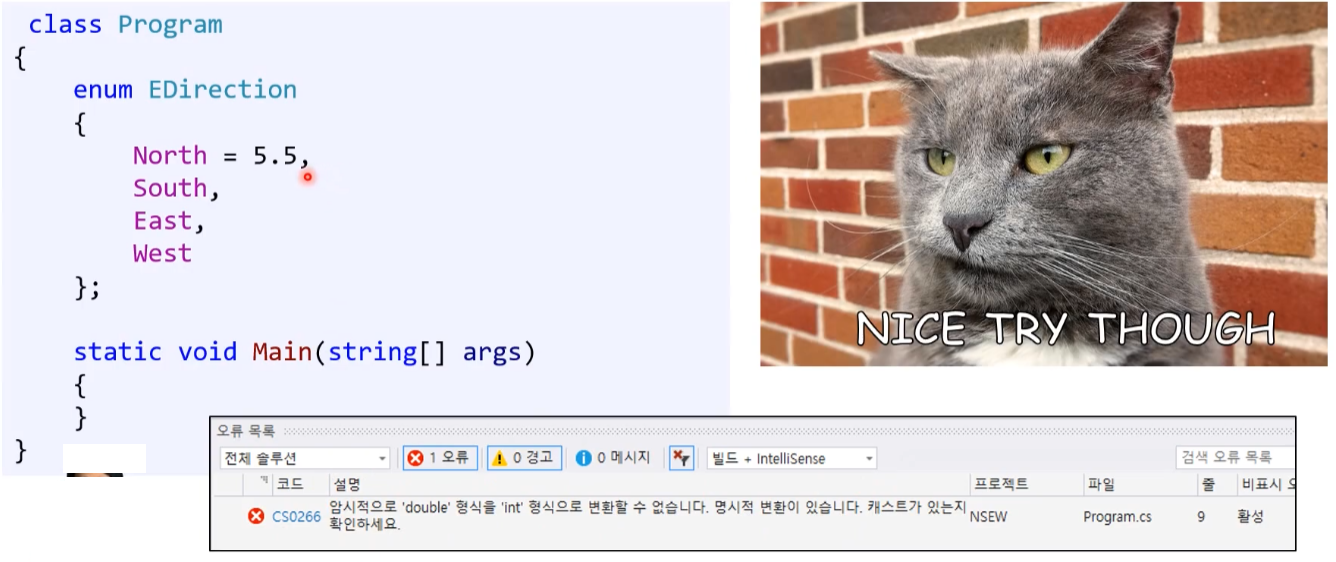 class Program
{
enum EDirection
{
North = 5.5,
South,
East,
West
};
static void Main(string[] args)
{
}
}
NICE TRY THOUGH
오류 목록
전체 솔루션
1 오류
0 경고
0 메시지
빌드 + IntelliSense
검색 오류 목록
코드 설명 프로젝트 파일 줄 비표시 오
CS0266 암시적으로 'double' 형식을 'int' 형식으로 변환할 수 없습니다. 명시적 변환이 있습니다. 캐스트가 있는지 NSEW Program.cs 9 활성
확인하세요.